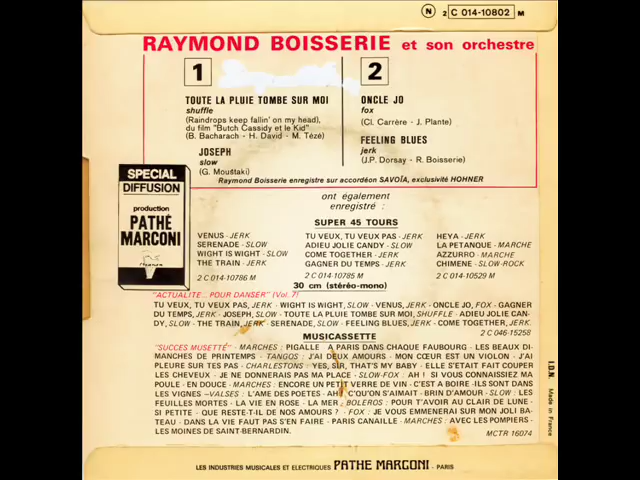 Ⓝ 2 C 014-10802 M
RAYMOND BOISSERIE et son orchestre
1
TOUTE LA PLUIE TOMBE SUR MOI
shuffle
(Raindrops keep fallin' on my head),
du film "Butch Cassidy et le Kid"
(B. Bacharach - H. David - M. Tézé)
JOSEPH
slow
(G. Moustaki)
2
ONCLE JO
fox
(Cl. Carrère - J. Plante)
FEELING BLUES
jerk
(J.P. Dorsay - R. Boisserie)
Raymond Boisserie enregistre sur accordéon SAVOÏA, exclusivité HOHNER
SPECIAL
DIFFUSION
production
PATHÉ
MARCONI
ont également
enregistré :
SUPER 45 TOURS
VENUS - JERK
SERENADE - SLOW
WIGHT IS WIGHT - SLOW
THE TRAIN - JERK
2 C 014-10786 M
TU VEUX, TU VEUX PAS - JERK
ADIEU JOLIE CANDY - SLOW
COME TOGETHER - JERK
GAGNER DU TEMPS - JERK
2 C 014-10785 M
HEYA - JERK
LA PETANQUE - MARCHE
AZZURRO - MARCHE
CHIMENE - SLOW-ROCK
2 C 014-10529 M
30 cm (stéréo-mono)
"ACTUALITE... POUR DANSER" (Vol. 7)
TU VEUX, TU VEUX PAS, JERK - WIGHT IS WIGHT, SLOW - VENUS, JERK - ONCLE JO, FOX - GAGNER
DU TEMPS, JERK - JOSEPH, SLOW - TOUTE LA PLUIE TOMBE SUR MOI, SHUFFLE - ADIEU JOLIE CAN-
DY, SLOW - THE TRAIN, JERK - SERENADE, SLOW - FEELING BLUES, JERK - COME TOGETHER, JERK.
2 C 046-15258
MUSICASSETTE
"SUCCES MUSETTE" - MARCHES : PIGALLE - A PARIS DANS CHAQUE FAUBOURG - LES BEAUX DI-
MANCHES DE PRINTEMPS - TANGOS : J'AI DEUX AMOURS - MON CŒUR EST UN VIOLON - J'AI
PLEURE SUR TES PAS - CHARLESTONS : YES, SIR, THAT'S MY BABY - ELLE S'ETAIT FAIT COUPER
LES CHEVEUX - JE NE DONNERAIS PAS MA PLACE - SLOW-FOX : AH ! SI VOUS CONNAISSIEZ MA
POULE - EN DOUCE - MARCHES : ENCORE UN PETIT VERRE DE VIN - C'EST A BOIRE - ILS SONT DANS
LES VIGNES - VALSES : L'AME DES POETES - AH! C'QU'ON S'AIMAIT - BRIN D'AMOUR - SLOW : LES
FEUILLES MORTES - LA VIE EN ROSE - LA MER - BOLEROS : POUR T'AVOIR AU CLAIR DE LUNE -
SI PETITE - QUE RESTE-T-IL DE NOS AMOURS ? - FOX : JE VOUS EMMENERAI SUR MON JOLI BA-
TEAU - DANS LA VIE FAUT PAS S'EN FAIRE - PARIS CANAILLE - MARCHES : AVEC LES POMPIERS -
LES MOINES DE SAINT-BERNARDIN.
MCTR 16074
I.D.N. Made in France
LES INDUSTRIES MUSICALES ET ELECTRIQUES PATHE MARCONI - PARIS